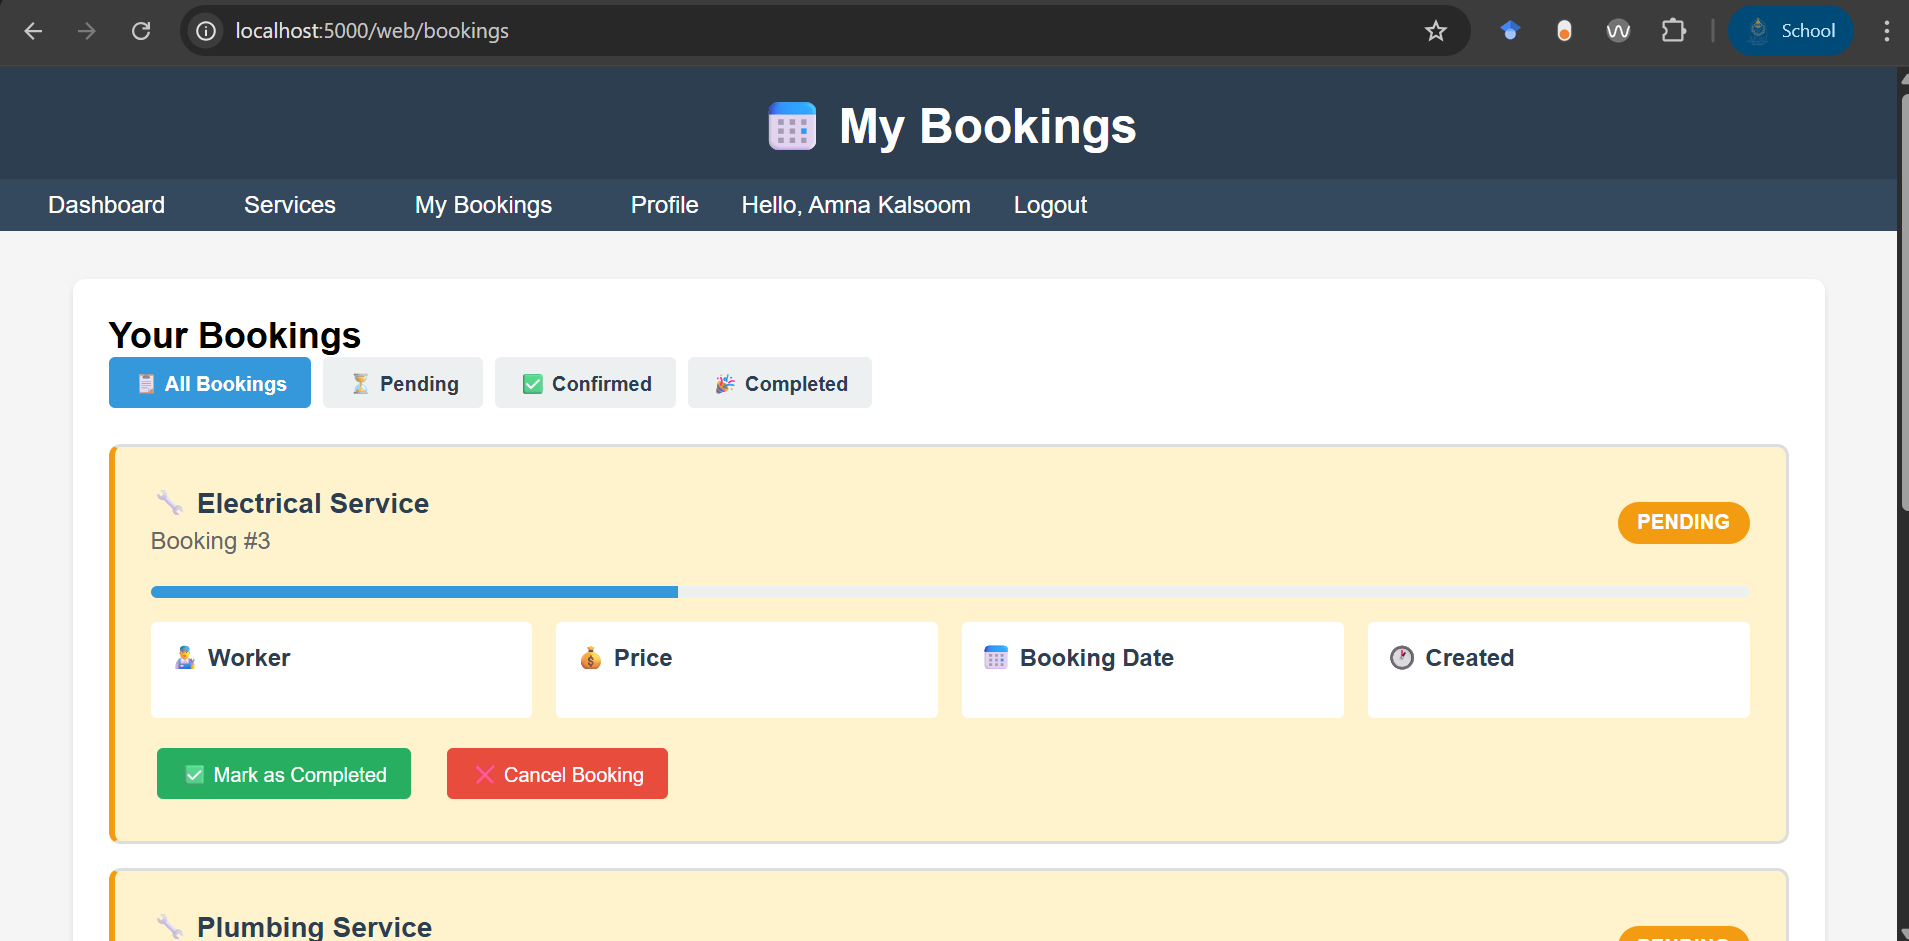 localhost:5000/web/bookings
School
My Bookings
Dashboard Services My Bookings Profile Hello, Amna Kalsoom Logout
Your Bookings
All Bookings Pending Confirmed Completed
Electrical Service
Booking #3
PENDING
Worker Price Booking Date Created
Mark as Completed Cancel Booking
Plumbing Service
PENDING